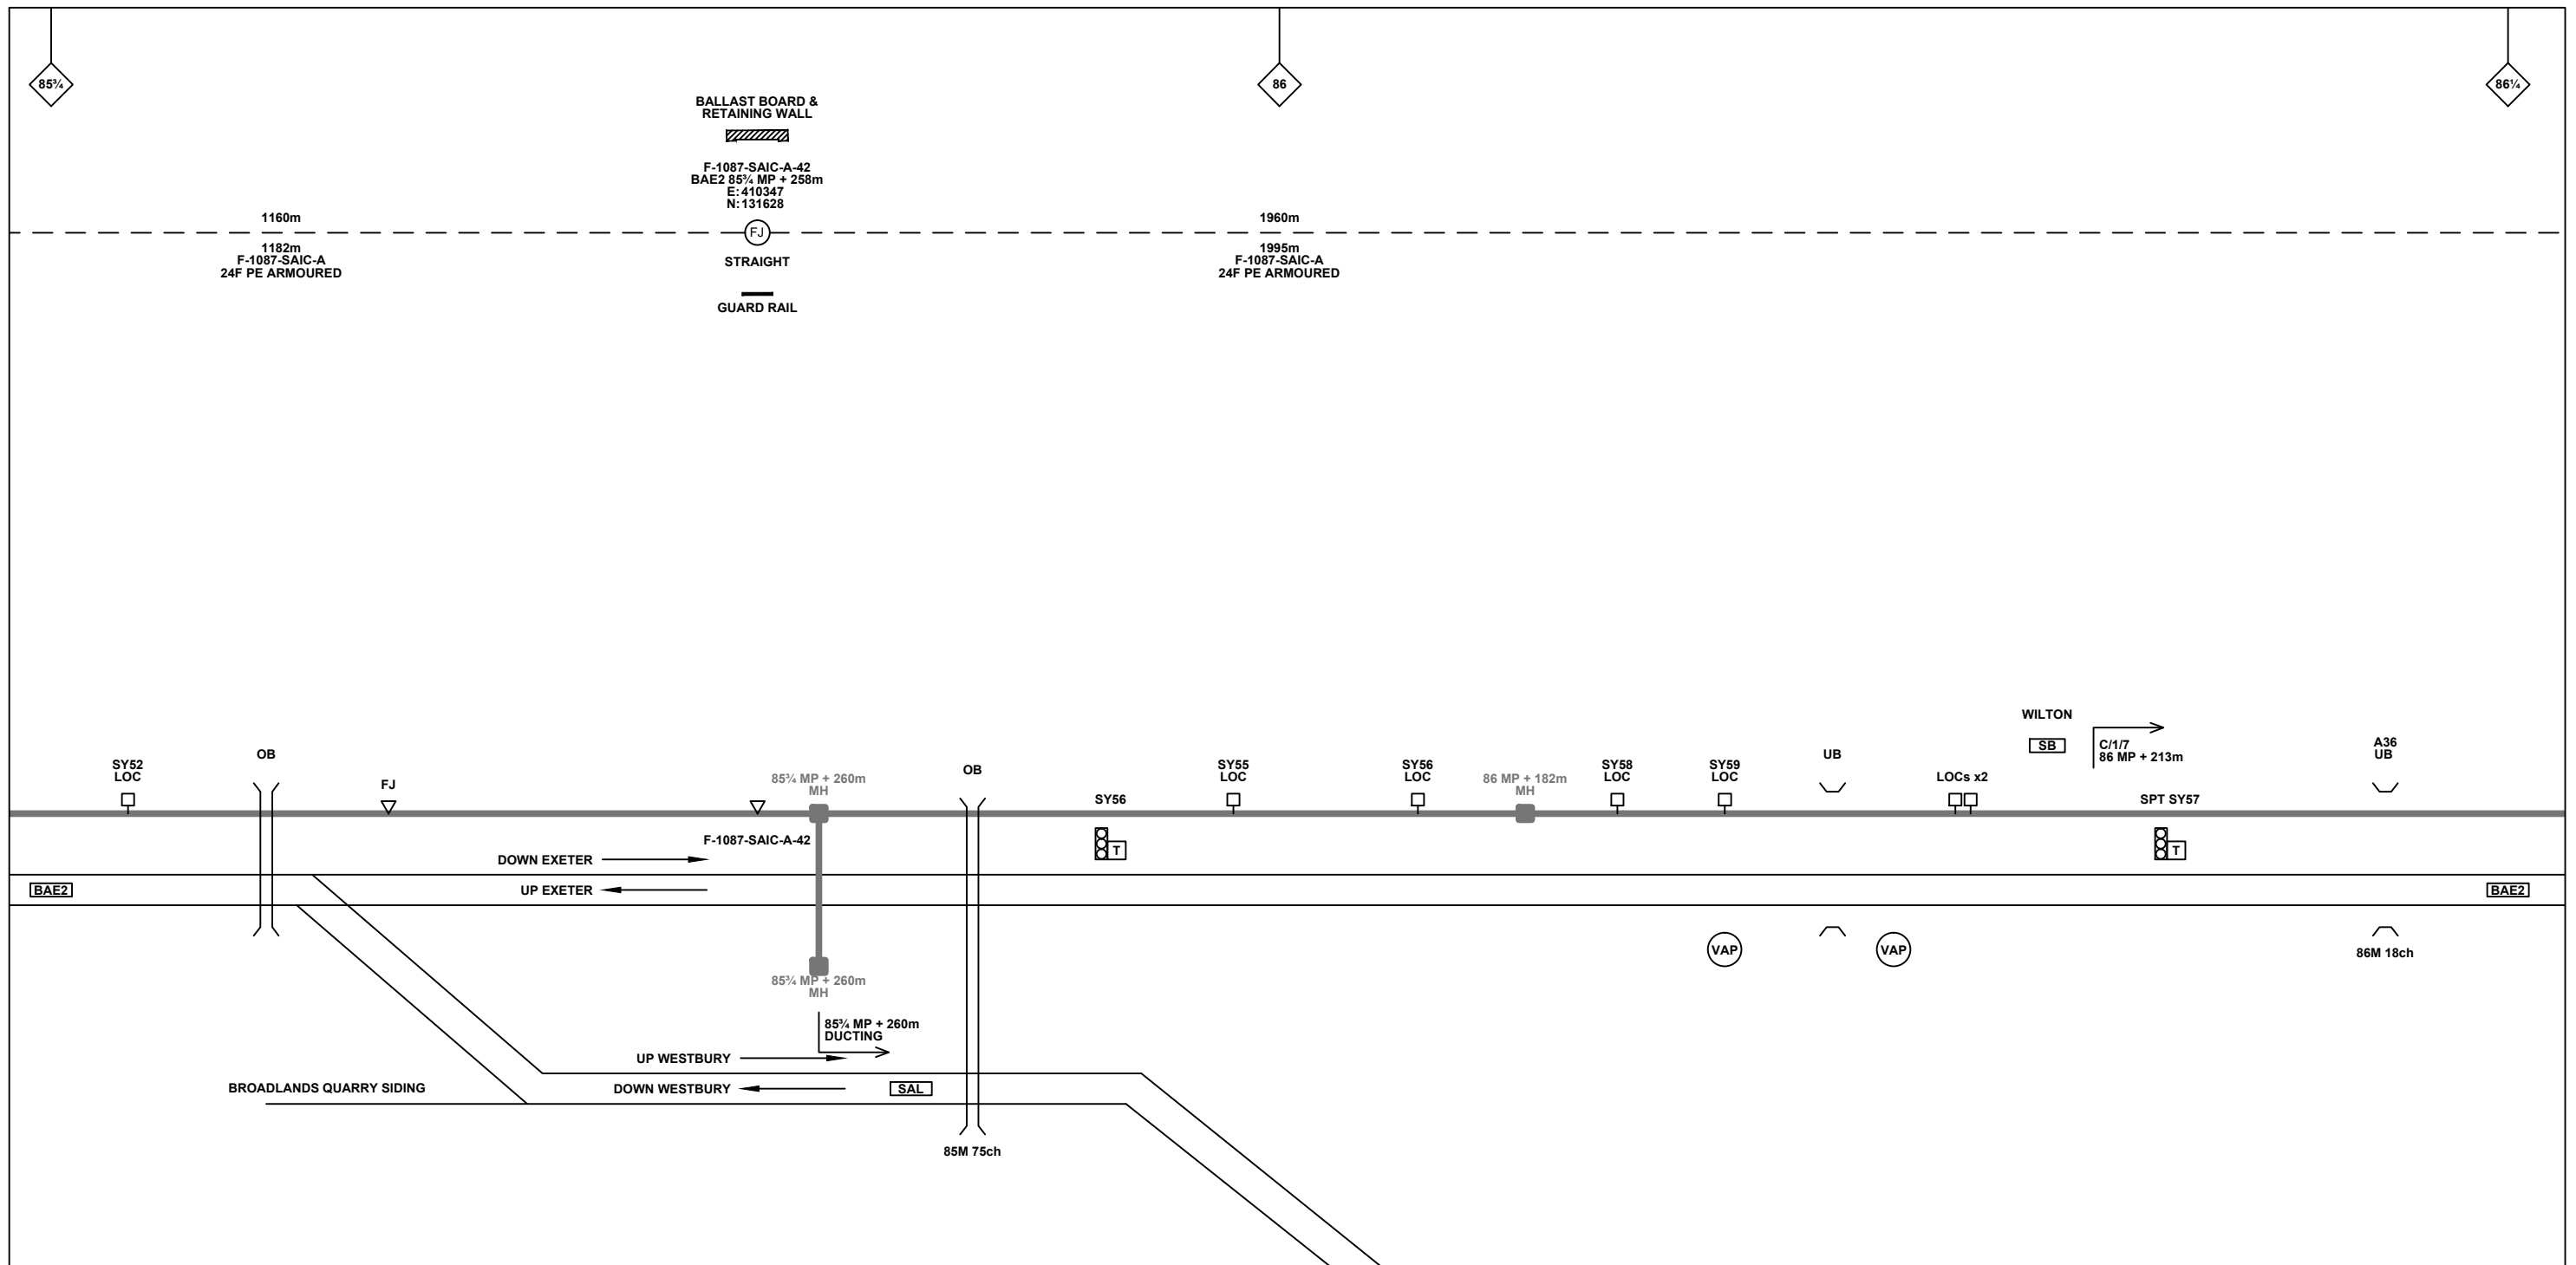 85¾
86
86¼
BALLAST BOARD &
RETAINING WALL
F-1087-SAIC-A-42
BAE2 85¾ MP + 258m
E: 410347
N: 131628
1160m
1960m
FJ
1182m
F-1087-SAIC-A
24F PE ARMOURED
STRAIGHT
1995m
F-1087-SAIC-A
24F PE ARMOURED
GUARD RAIL
WILTON
SB
C/1/7
86 MP + 213m
SY52
LOC
OB
FJ
85¾ MP + 260m
MH
OB
SY56
SY55
LOC
SY56
LOC
86 MP + 182m
MH
SY58
LOC
SY59
LOC
UB
LOCs x2
SPT SY57
A36
UB
F-1087-SAIC-A-42
T
T
DOWN EXETER
BAE2
UP EXETER
BAE2
VAP
VAP
86M 18ch
85¾ MP + 260m
MH
85¾ MP + 260m
DUCTING
UP WESTBURY
BROADLANDS QUARRY SIDING
DOWN WESTBURY
SAL
85M 75ch